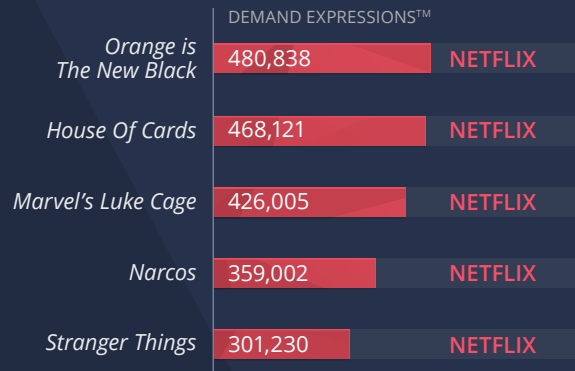 DEMAND EXPRESSIONS™
Orange is
The New Black
480,838
NETFLIX
House Of Cards
468,121
NETFLIX
Marvel’s Luke Cage
426,005
NETFLIX
Narcos
359,002
NETFLIX
Stranger Things
301,230
NETFLIX